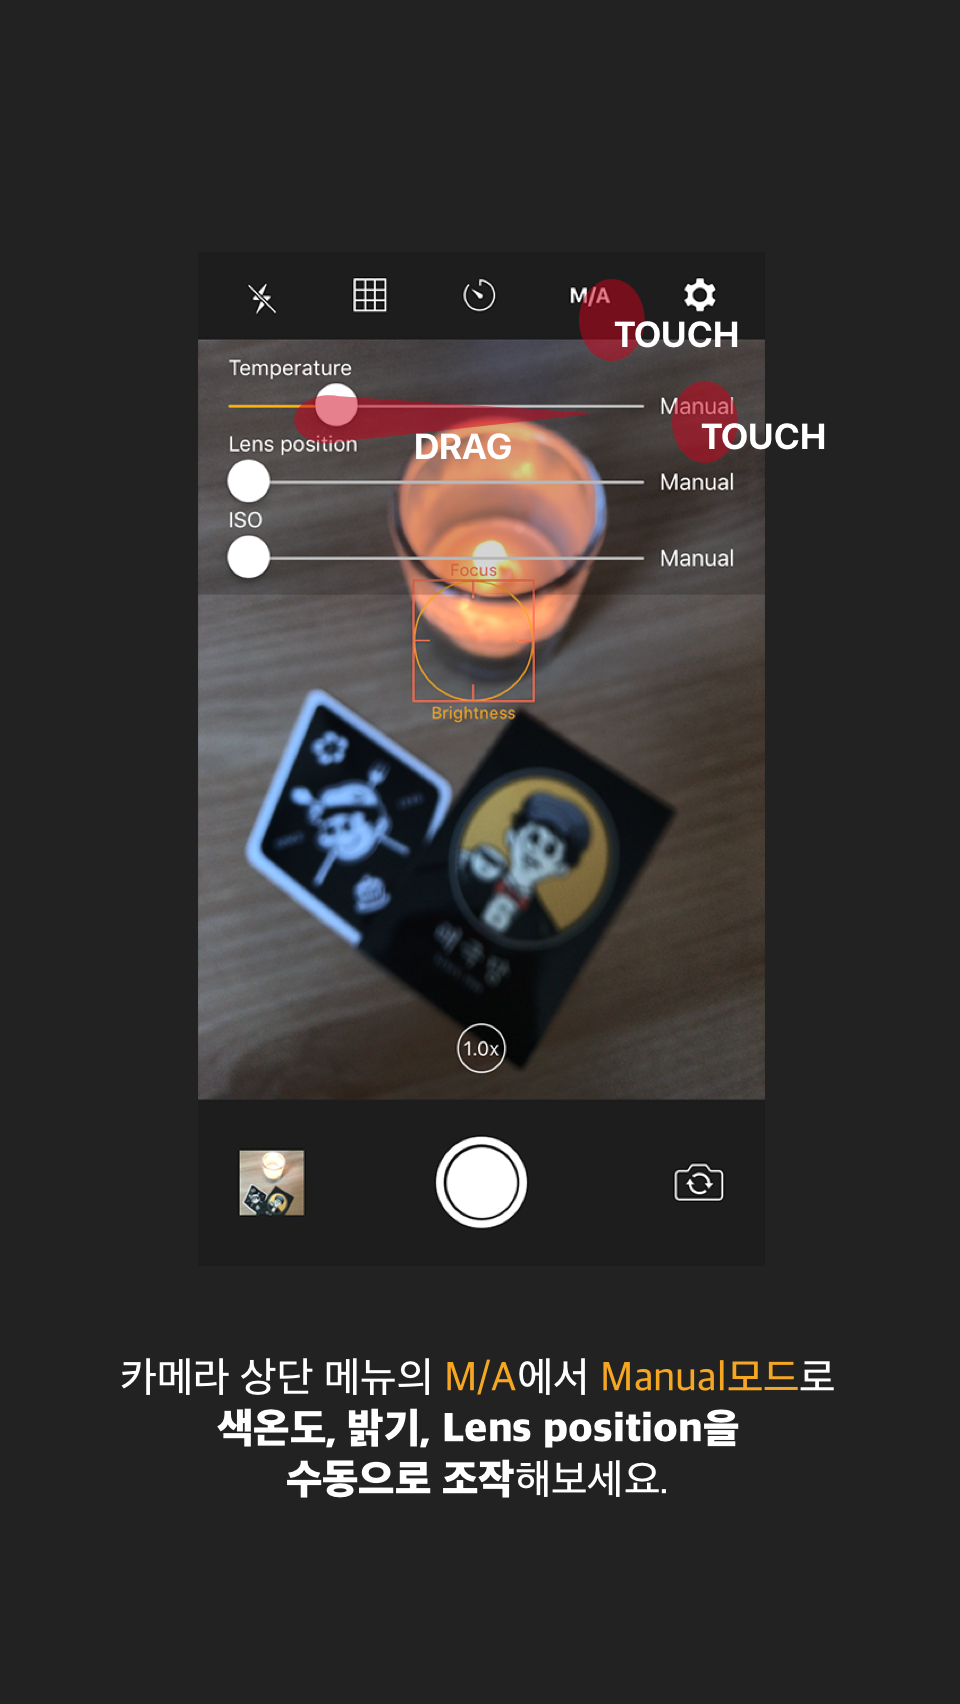 M/A
TOUCH
Temperature
Manual
TOUCH
DRAG
Lens position
Manual
ISO
Manual
Focus
Brightness
1.0x
카메라 상단 메뉴의 M/A에서 Manual모드로
색온도, 밝기, Lens position을
수동으로 조작해보세요.